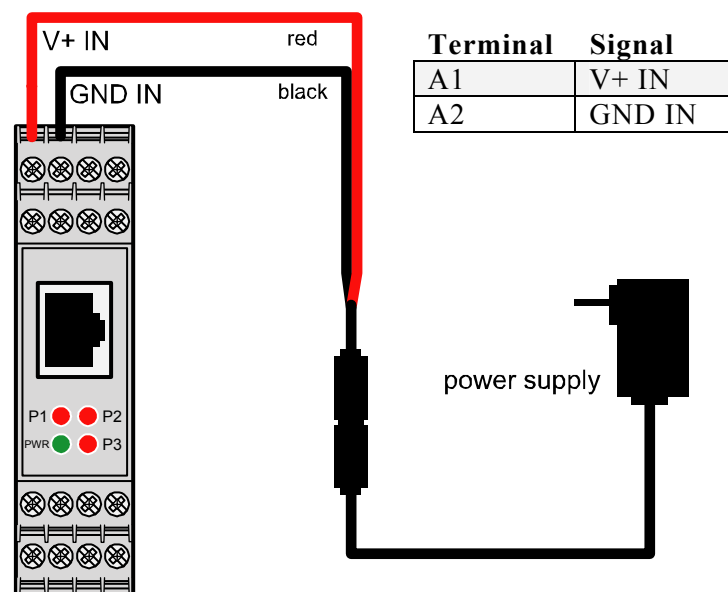 V+ IN red
GND IN black
Terminal Signal
A1 V+ IN
A2 GND IN
power supply
P1 P2
PWR P3